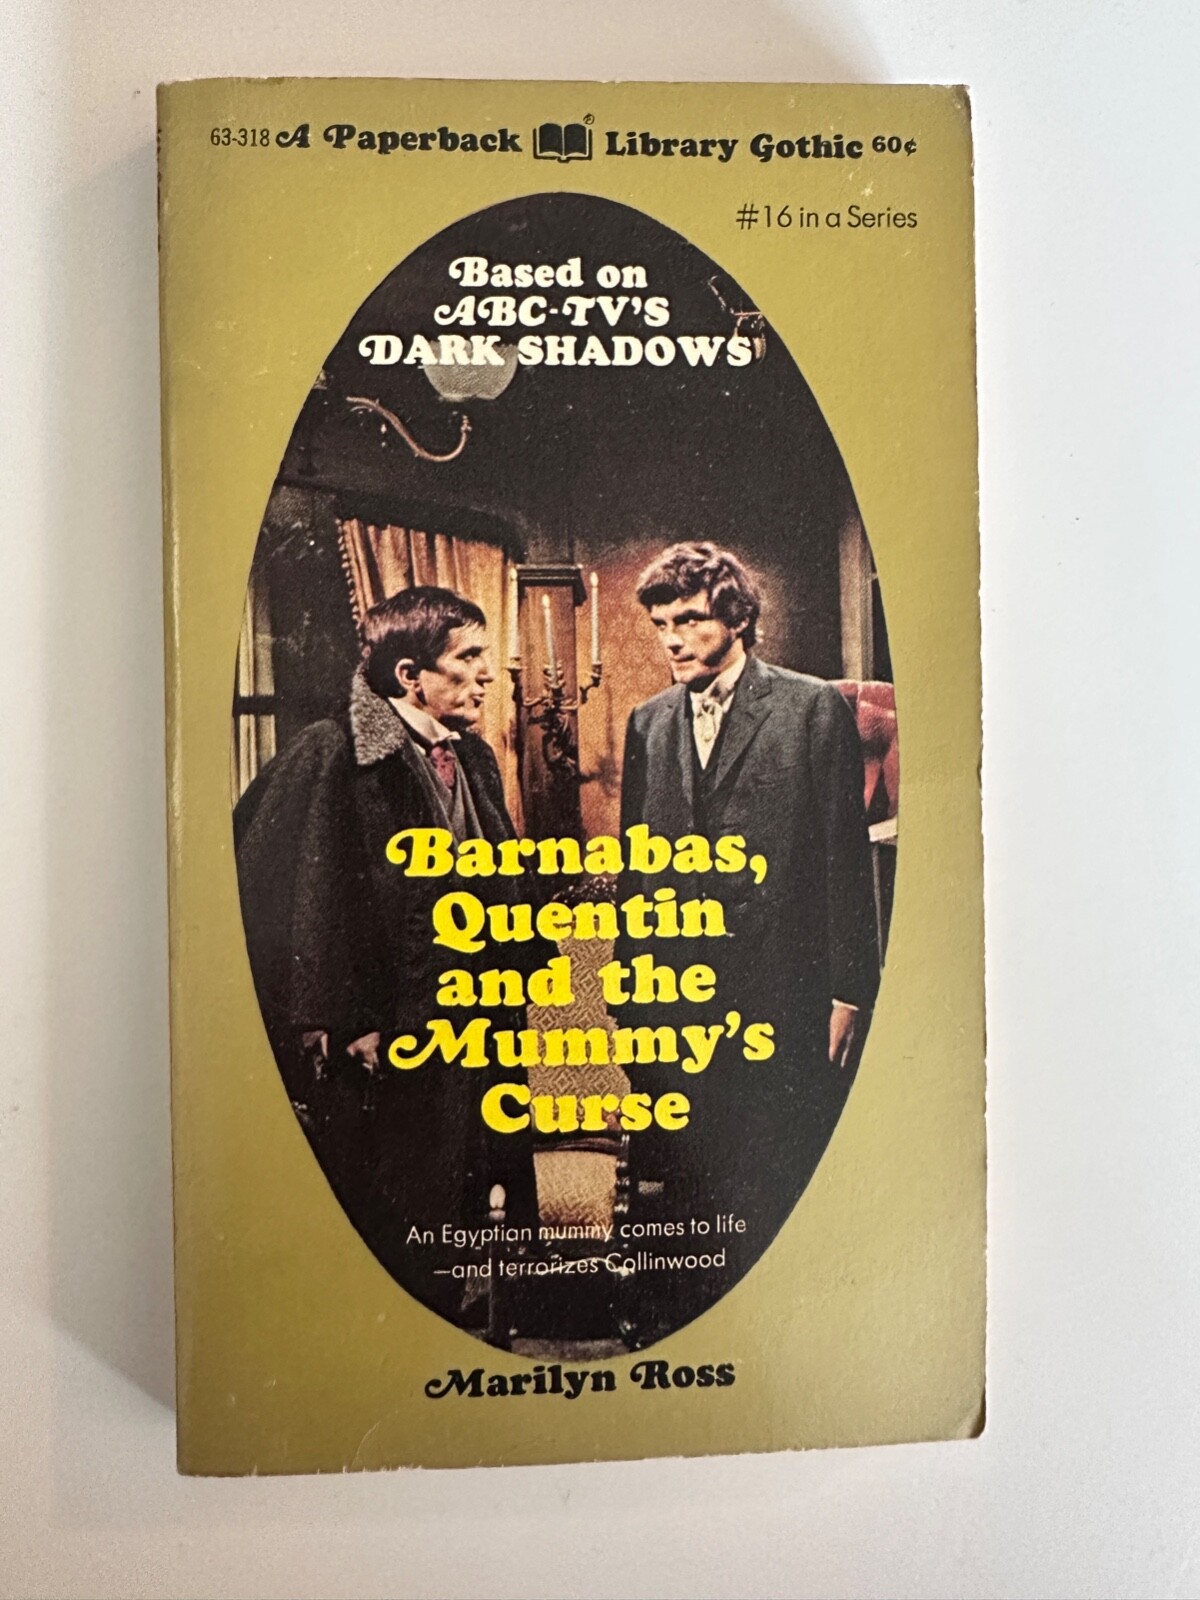 63-318 A Paperback ® Library Gothic 60¢
#16 in a Series
Based on
ABC-TV'S
DARK SHADOWS
Barnabas,
Quentin
and the
Mummy's
Curse
An Egyptian mummy comes to life
—and terrorizes Collinwood
Marilyn Ross